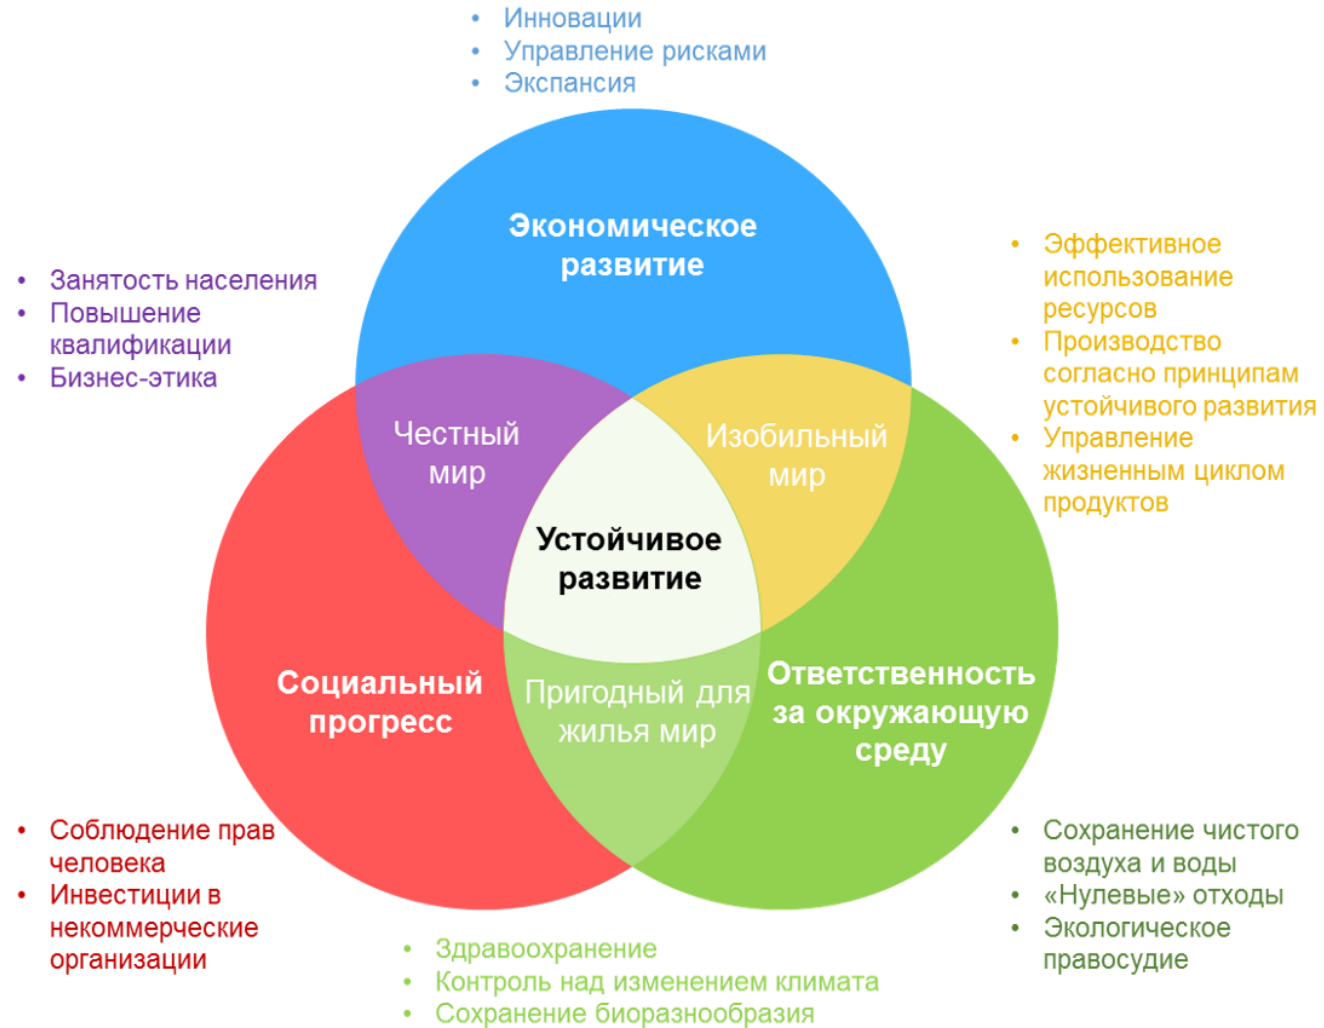 • Инновации
• Управление рисками
• Экспансия
Экономическое
развитие
• Занятость населения
• Повышение
квалификации
• Бизнес-этика
• Эффективное
использование
ресурсов
• Производство
согласно принципам
устойчивого развития
• Управление
жизненным циклом
продуктов
Честный
мир
Изобильный
мир
Устойчивое
развитие
Социальный
прогресс
Пригодный для
жилья мир
Ответственность
за окружающую
среду
• Соблюдение прав
человека
• Инвестиции в
некоммерческие
организации
• Сохранение чистого
воздуха и воды
• «Нулевые» отходы
• Экологическое
правосудие
• Здравоохранение
• Контроль над изменением климата
• Сохранение биоразнообразия